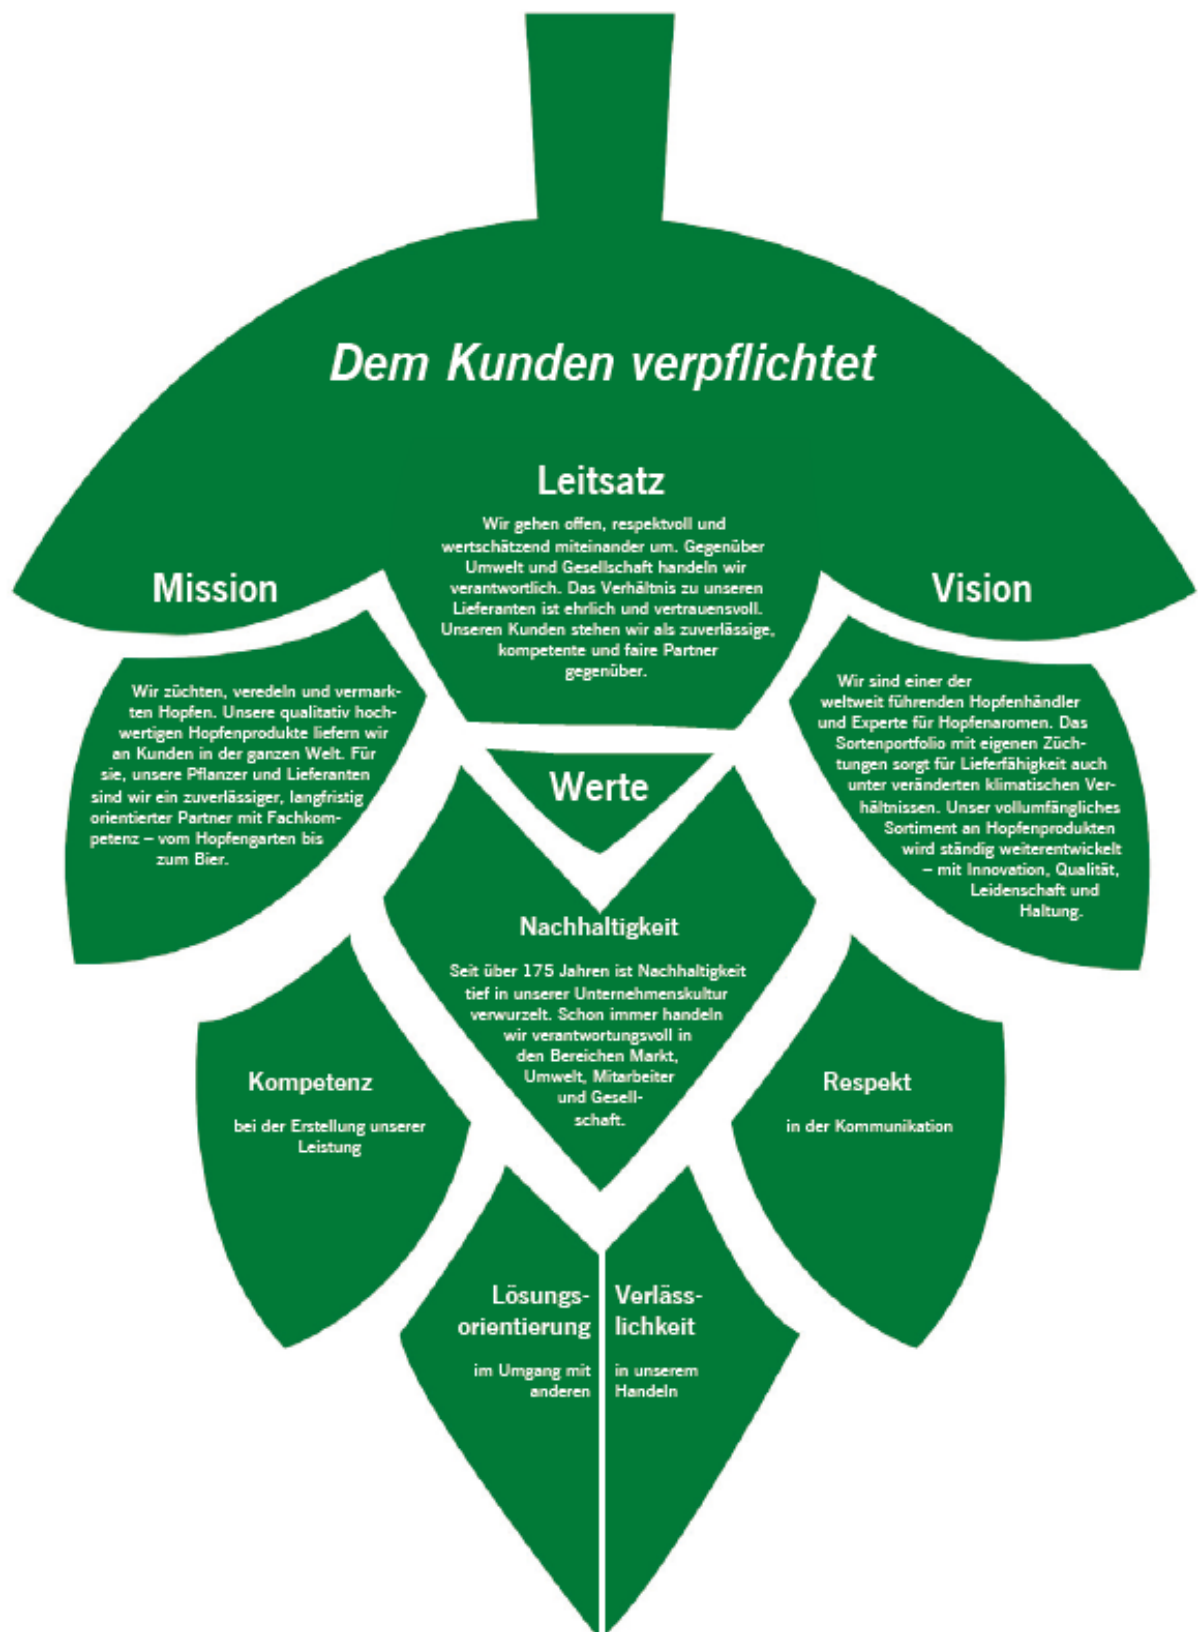 Dem Kunden verpflichtet
Leitsatz
Wir gehen offen, respektvoll und
wertschätzend miteinander um. Gegenüber
Umwelt und Gesellschaft handeln wir
verantwortlich. Das Verhältnis zu unseren
Lieferanten ist ehrlich und vertrauensvoll.
Unseren Kunden stehen wir als zuverlässige,
kompetente und faire Partner
gegenüber.
Mission
Wir züchten, veredeln und vermark-
ten Hopfen. Unsere qualitativ hoch-
wertigen Hopfenprodukte liefern wir
an Kunden in der ganzen Welt. Für
sie, unsere Pflanzer und Lieferanten
sind wir ein zuverlässiger, langfristig
orientierter Partner mit Fachkom-
petenz – vom Hopfengarten bis
zum Bier.
Vision
Wir sind einer der
weltweit führenden Hopfenhändler
und Experte für Hopfenaromen. Das
Sortenportfolio mit eigenen Züch-
tungen sorgt für Lieferfähigkeit auch
unter veränderten klimatischen Ver-
hältnissen. Unser vollumfängliches
Sortiment an Hopfenprodukten
wird ständig weiterentwickelt
– mit Innovation, Qualität,
Leidenschaft und
Haltung.
Werte
Nachhaltigkeit
Seit über 175 Jahren ist Nachhaltigkeit
tief in unserer Unternehmenskultur
verwurzelt. Schon immer handeln
wir verantwortungsvoll in
den Bereichen Markt,
Umwelt, Mitarbeiter
und Gesell-
schaft.
Kompetenz
bei der Erstellung unserer
Leistung
Respekt
in der Kommunikation
Lösungs-
orientierung
im Umgang mit
anderen
Verläss-
lichkeit
in unserem
Handeln